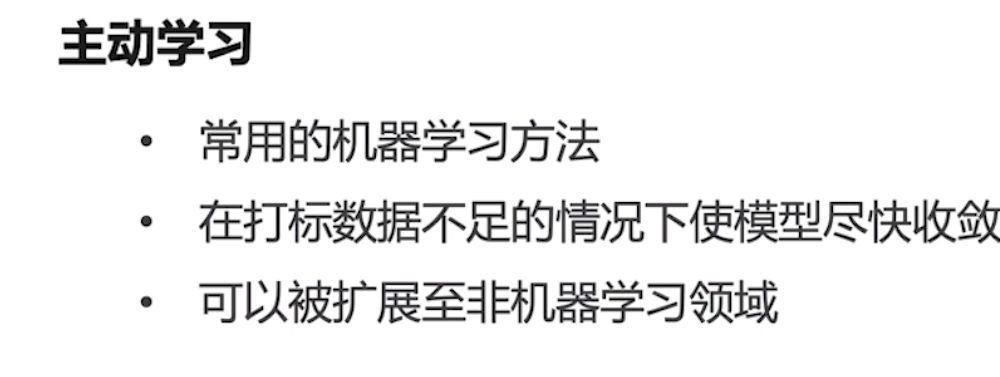 主动学习
• 常用的机器学习方法
• 在打标数据不足的情况下使模型尽快收敛
• 可以被扩展至非机器学习领域